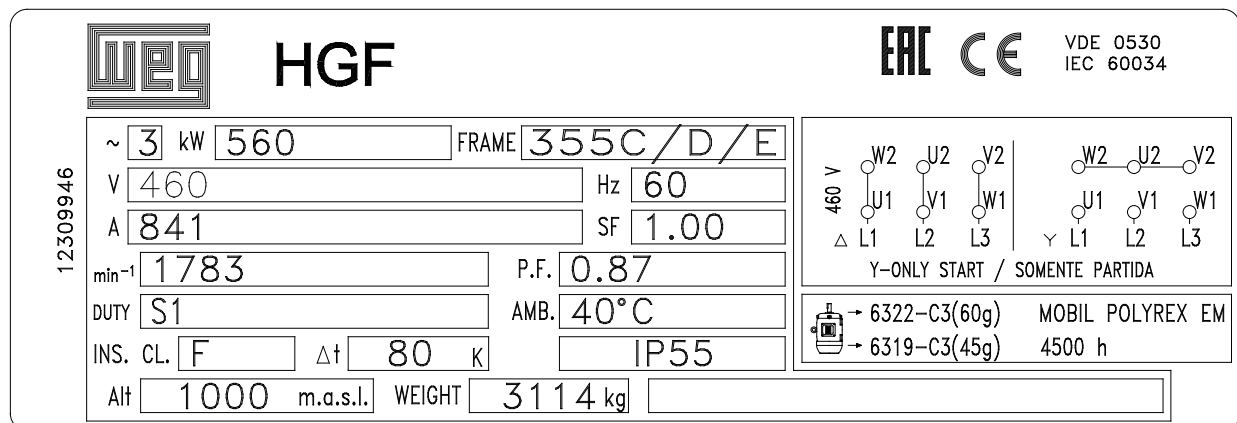 WEG HGF EAC CE VDE 0530
IEC 60034
12309946
~ 3 kW 560 FRAME 355C/D/E
V 460 Hz 60
A 841 SF 1.00
min⁻¹ 1783 P.F. 0.87
DUTY S1 AMB. 40°C
INS. CL. F Δt 80 K IP55
Alt 1000 m.a.s.l. WEIGHT 3114 kg
460 V
W2 U2 V2 W2 U2 V2
U1 V1 W1 U1 V1 W1
△ L1 L2 L3 Y L1 L2 L3
Y-ONLY START / SOMENTE PARTIDA
→ 6322-C3(60g) MOBIL POLYREX EM
→ 6319-C3(45g) 4500 h